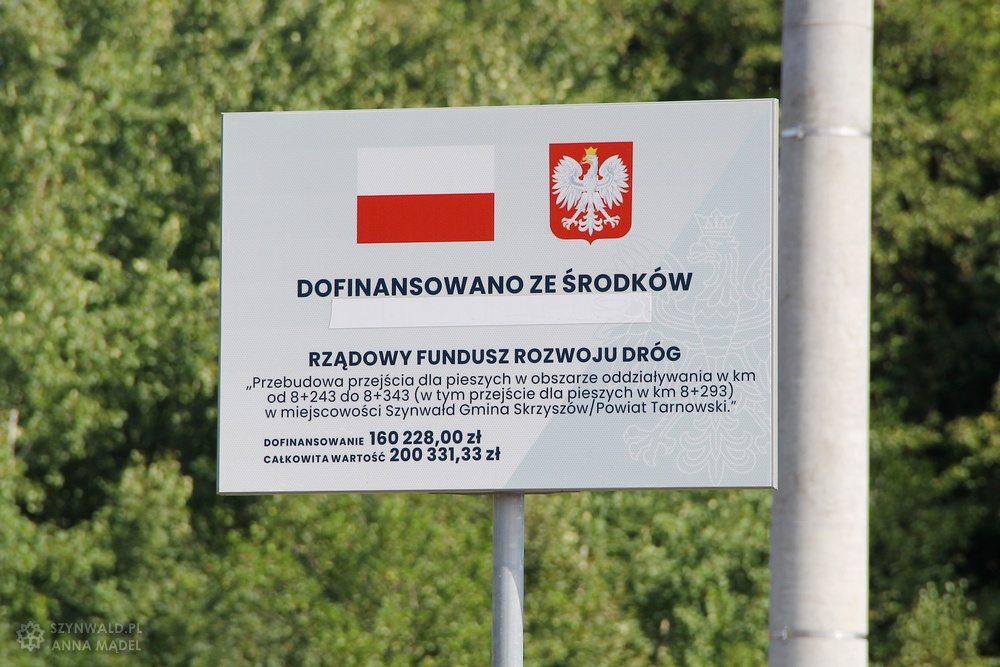 DOFINANSOWANO ZE ŚRODKÓW
RZĄDOWY FUNDUSZ ROZWOJU DRÓG
„Przebudowa przejścia dla pieszych w obszarze oddziaływania w km
od 8+243 do 8+343 (w tym przejście dla pieszych w km 8+293)
w miejscowości Szynwałd Gmina Skrzyszów/Powiat Tarnowski.”
DOFINANSOWANIE 160 228,00 zł
CAŁKOWITA WARTOŚĆ 200 331,33 zł
SZYNWALD.PL
ANNA MADEL